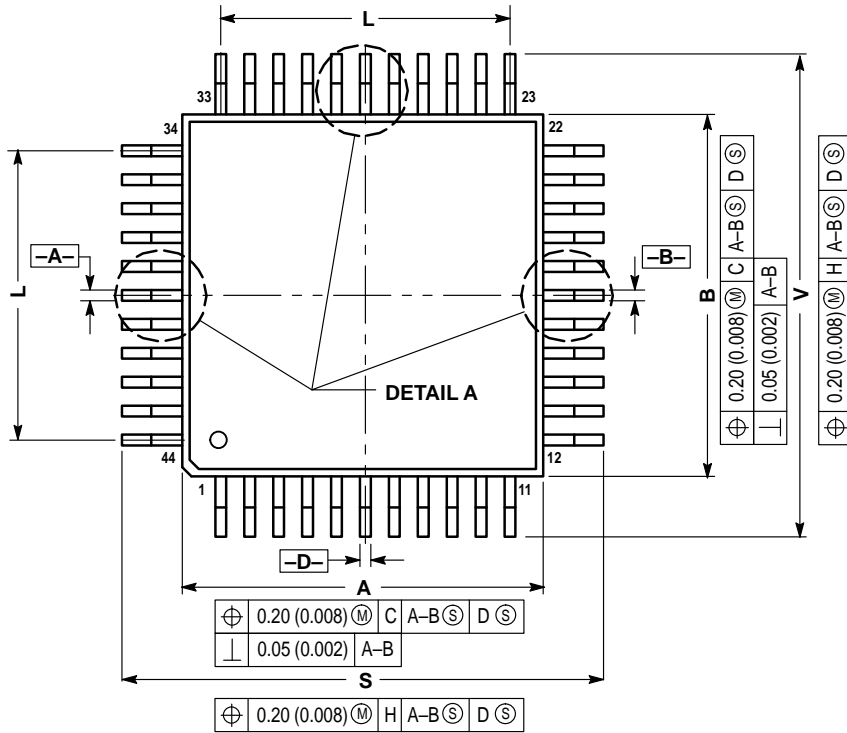 L
33
23
34
22
–A–
–B–
L
B
V
⌖ 0.20 (0.008) Ⓜ C A–B Ⓢ D Ⓢ
⊥ 0.05 (0.002) A–B
⌖ 0.20 (0.008) Ⓜ H A–B Ⓢ D Ⓢ
DETAIL A
44
12
1
11
–D–
A
⌖ 0.20 (0.008) Ⓜ C A–B Ⓢ D Ⓢ
⊥ 0.05 (0.002) A–B
S
⌖ 0.20 (0.008) Ⓜ H A–B Ⓢ D Ⓢ